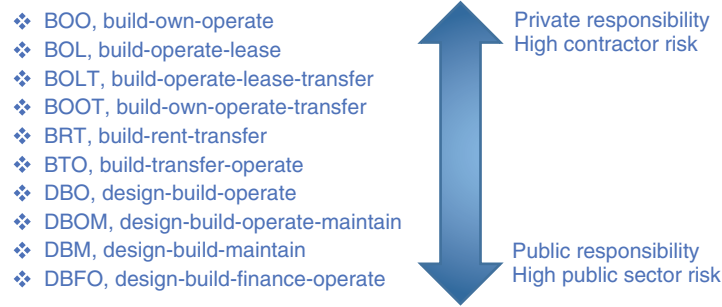 ❖ BOO, build-own-operate
❖ BOL, build-operate-lease
❖ BOLT, build-operate-lease-transfer
❖ BOOT, build-own-operate-transfer
❖ BRT, build-rent-transfer
❖ BTO, build-transfer-operate
❖ DBO, design-build-operate
❖ DBOM, design-build-operate-maintain
❖ DBM, design-build-maintain
❖ DBFO, design-build-finance-operate
Private responsibility
High contractor risk
Public responsibility
High public sector risk